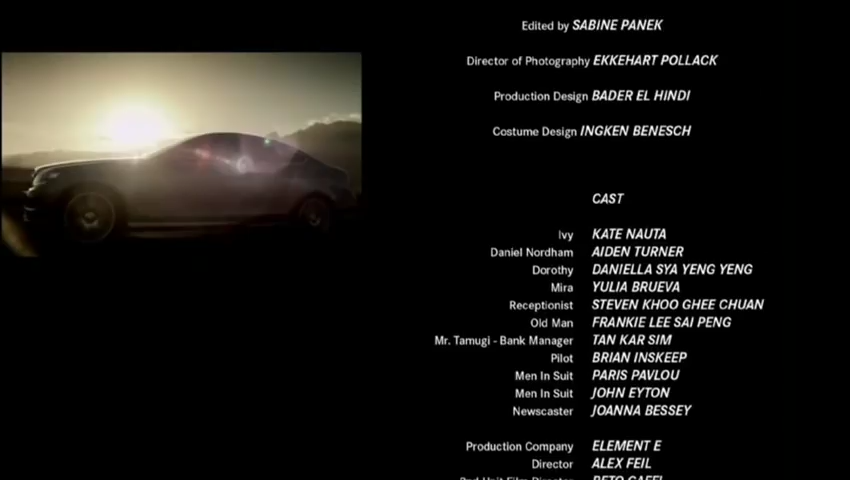 Edited by SABINE PANEK
Director of Photography EKKEHART POLLACK
Production Design BADER EL HINDI
Costume Design INGKEN BENESCH
CAST
Ivy KATE NAUTA
Daniel Nordham AIDEN TURNER
Dorothy DANIELLA SYA YENG YENG
Mira YULIA BRUEVA
Receptionist STEVEN KHOO GHEE CHUAN
Old Man FRANKIE LEE SAI PENG
Mr. Tamugi - Bank Manager TAN KAR SIM
Pilot BRIAN INSKEEP
Men In Suit PARIS PAVLOU
Men In Suit JOHN EYTON
Newscaster JOANNA BESSEY
Production Company ELEMENT E
Director ALEX FEIL